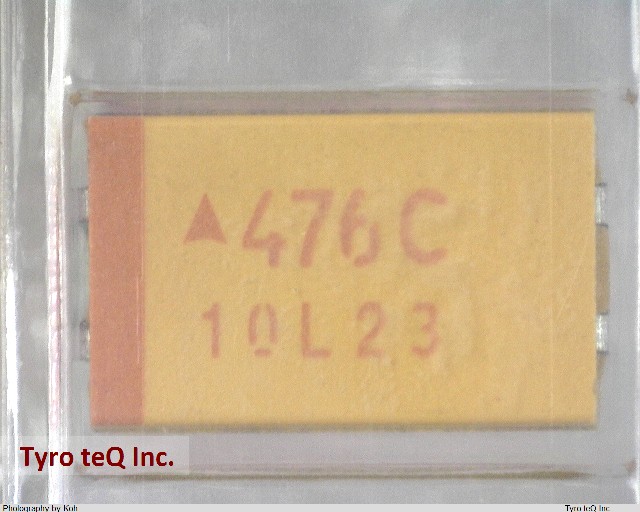 ▲476C
10L23
Tyro teQ Inc.
Photography by Koh
Tyro teQ Inc